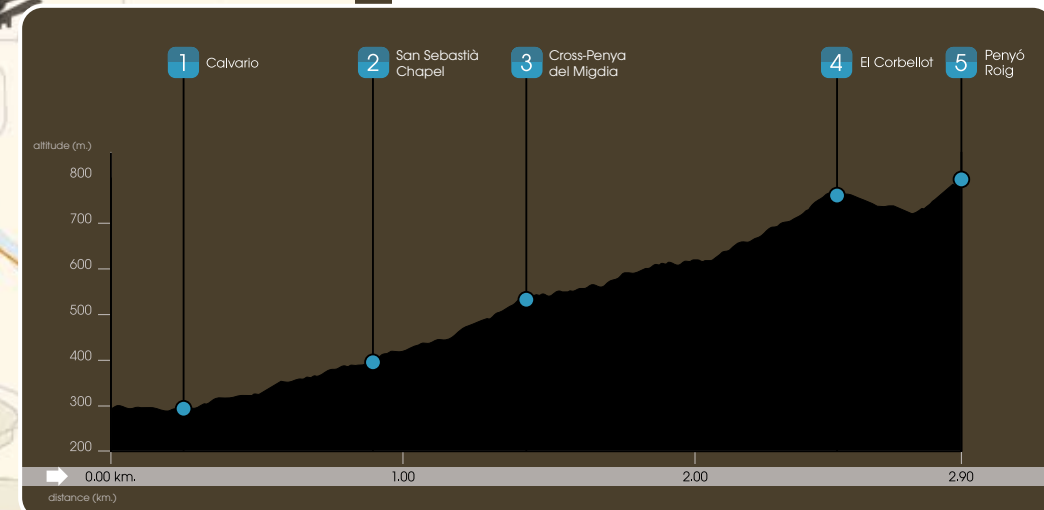 1 Calvario
2 San Sebastià
Chapel
3 Cross-Penya
del Migdia
4 El Corbellot
5 Penyó
Roig
altitude (m.)
800
700
600
500
400
300
200
0.00 km.
1.00
2.00
2.90
distance (km.)